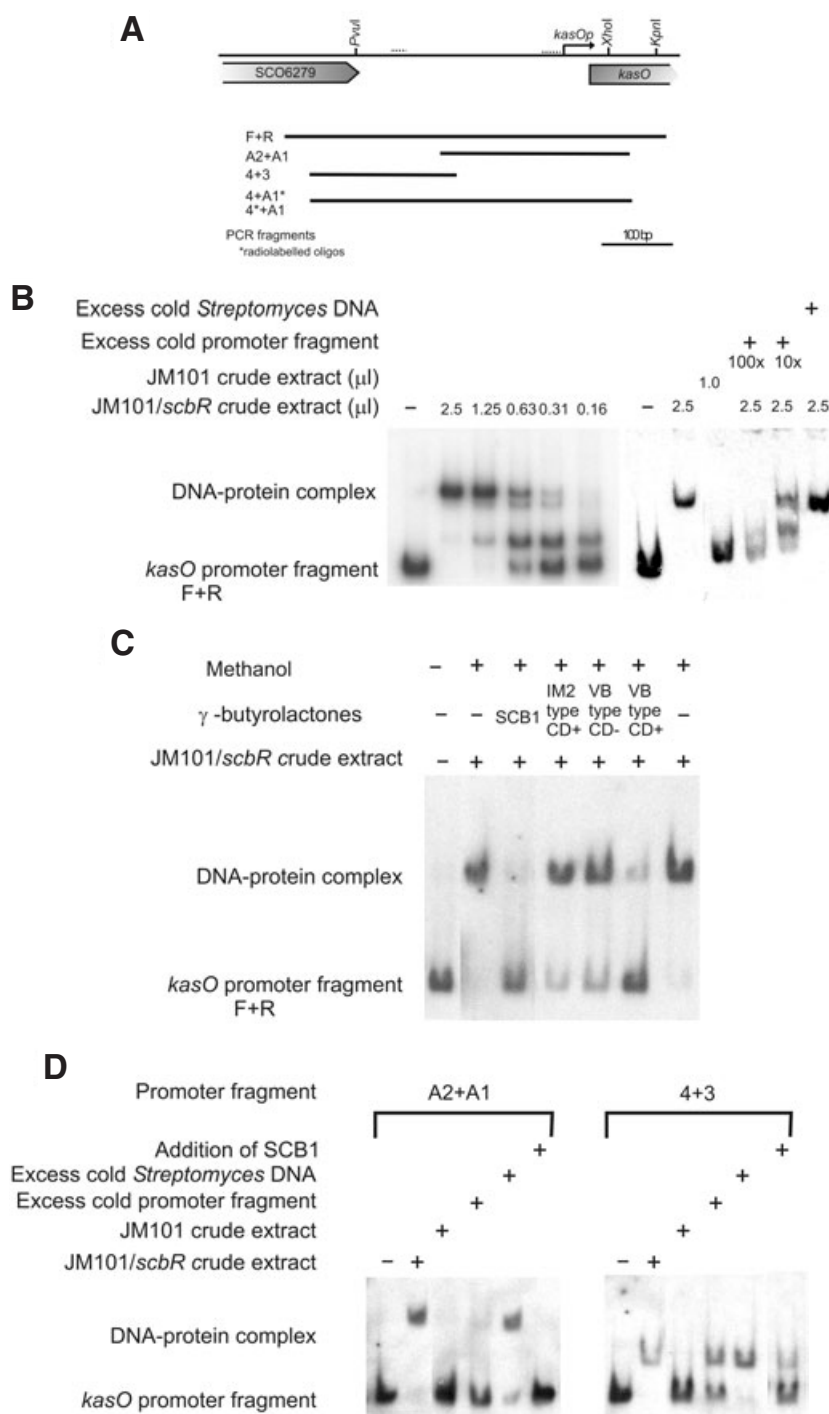 A
PvuI
kasOp
XhoI
KpnI
SCO6279
kasO
F+R
A2+A1
4+3
4+A1*
4*+A1
PCR fragments
*radiolabelled oligos
100bp
B
Excess cold Streptomyces DNA +
Excess cold promoter fragment + +
100x 10x
JM101 crude extract (μl) 1.0
JM101/scbR crude extract (μl) – 2.5 1.25 0.63 0.31 0.16 – 2.5 2.5 2.5 2.5
DNA-protein complex
kasO promoter fragment
F+R
C
Methanol – + + + + + +
γ -butyrolactones – – SCB1 IM2 type CD+ VB type CD- VB type CD+ –
JM101/scbR crude extract – + + + + + +
DNA-protein complex
kasO promoter fragment
F+R
D
Promoter fragment A2+A1 4+3
Addition of SCB1 + +
Excess cold Streptomyces DNA + +
Excess cold promoter fragment + +
JM101 crude extract + +
JM101/scbR crude extract – + – +
DNA-protein complex
kasO promoter fragment